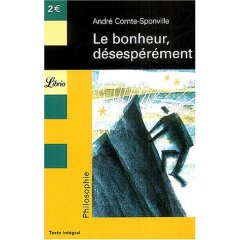 2€
André Comte-Sponville
Le bonheur,
désespérément
Librio
Philosophie
Texte intégral